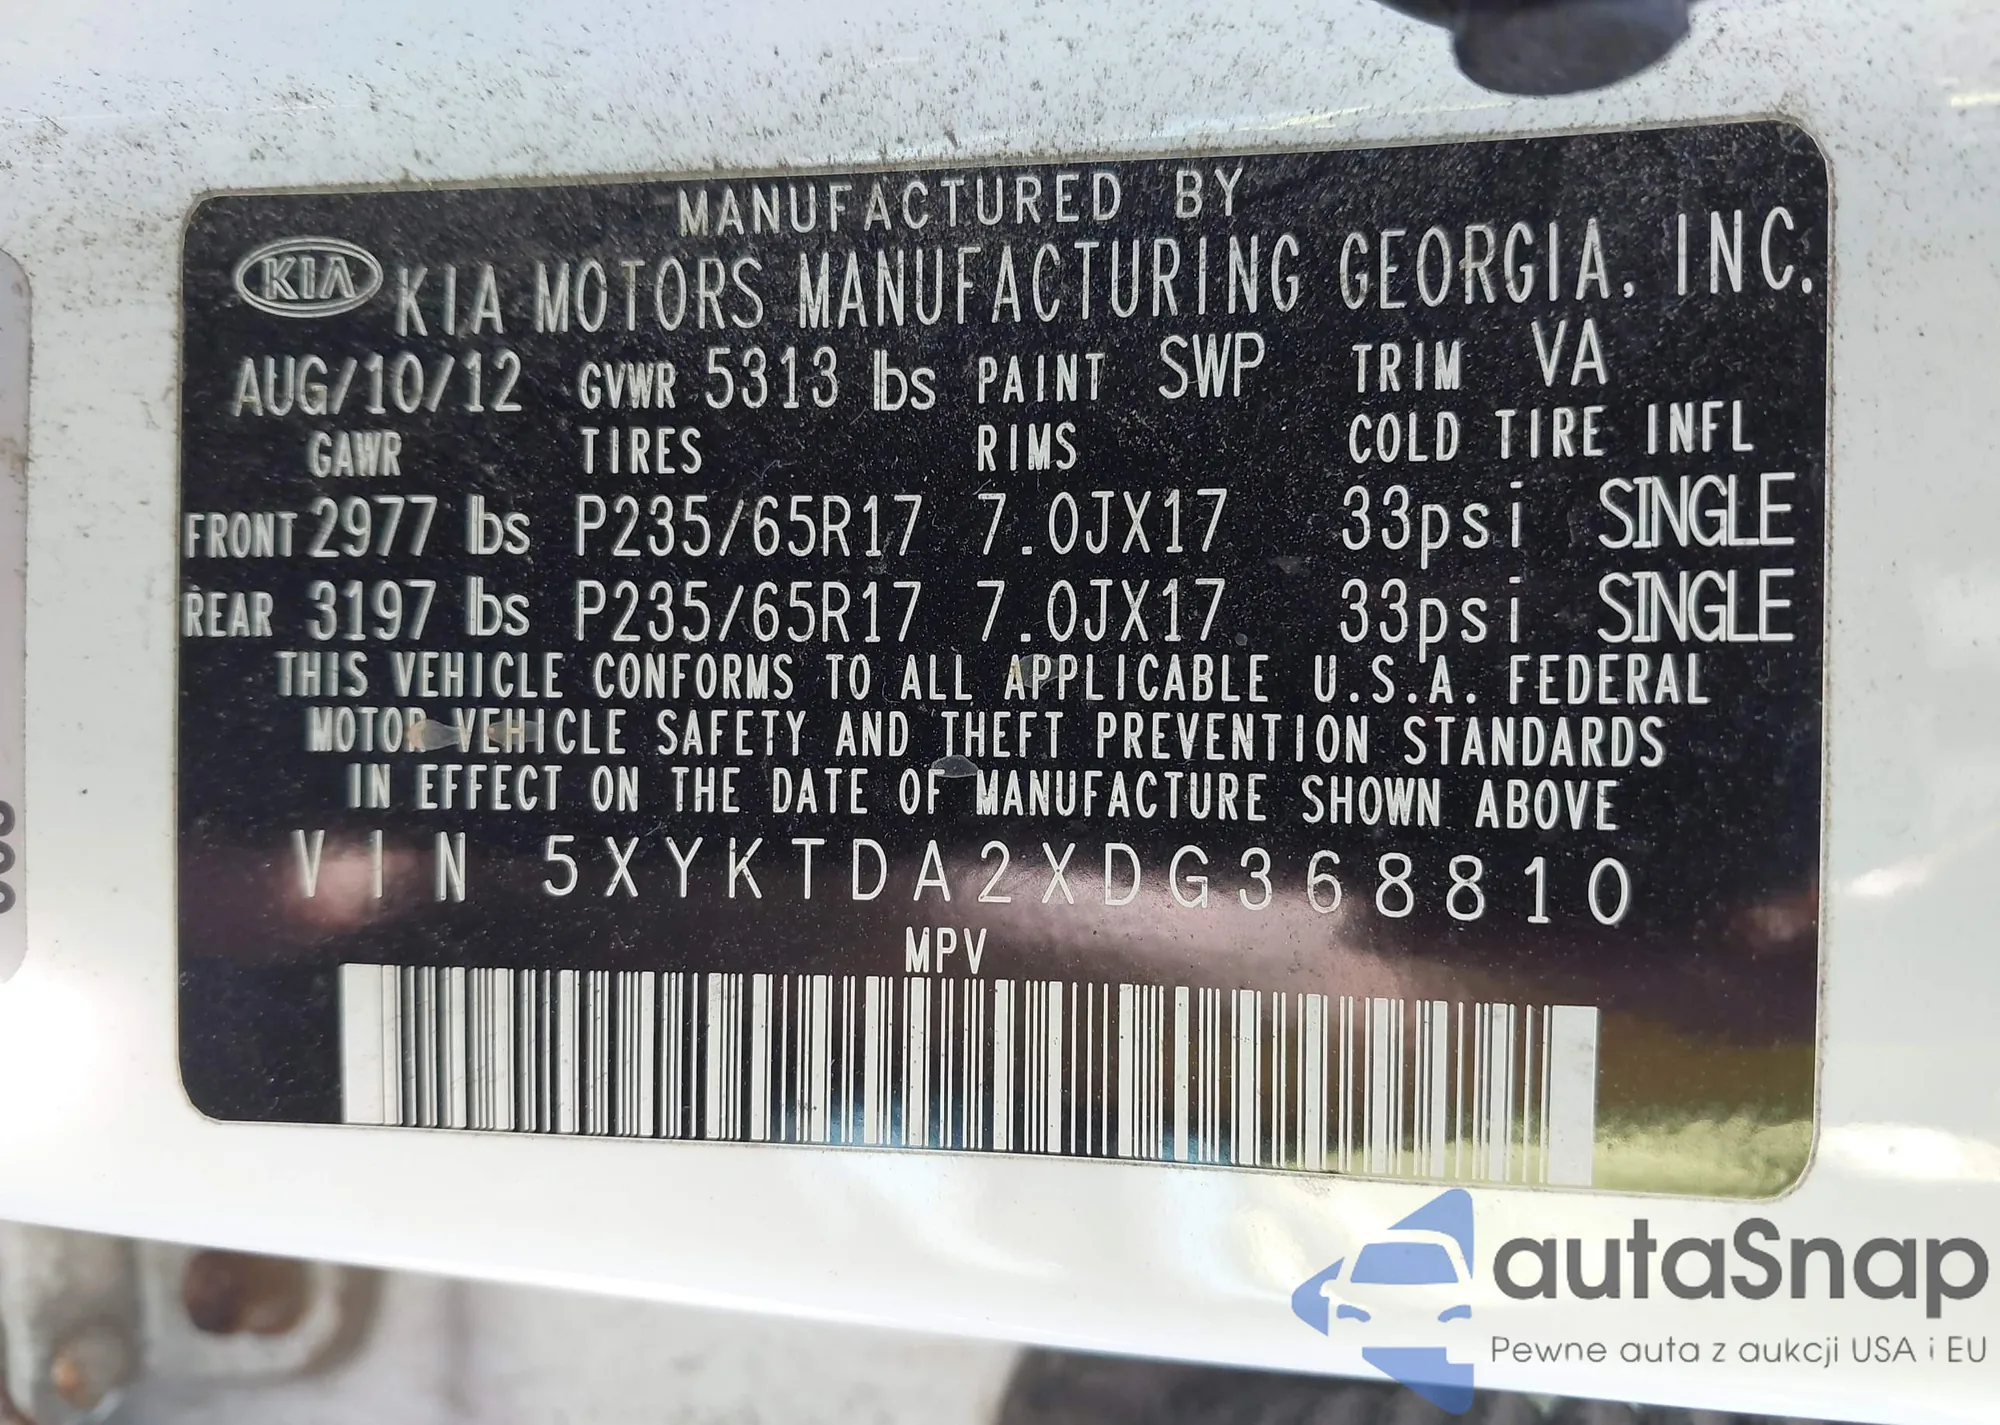 MANUFACTURED BY
KIA KIA MOTORS MANUFACTURING GEORGIA, INC.
AUG/10/12 GVWR 5313 lbs PAINT SWP TRIM VA
GAWR TIRES RIMS COLD TIRE INFL
FRONT 2977 lbs P235/65R17 7.0JX17 33psi SINGLE
REAR 3197 lbs P235/65R17 7.0JX17 33psi SINGLE
THIS VEHICLE CONFORMS TO ALL APPLICABLE U.S.A. FEDERAL
MOTOR VEHICLE SAFETY AND THEFT PREVENTION STANDARDS
IN EFFECT ON THE DATE OF MANUFACTURE SHOWN ABOVE
VIN 5XYKTDA2XDG368810
MPV
autaSnap
Pewne auta z aukcji USA i EU